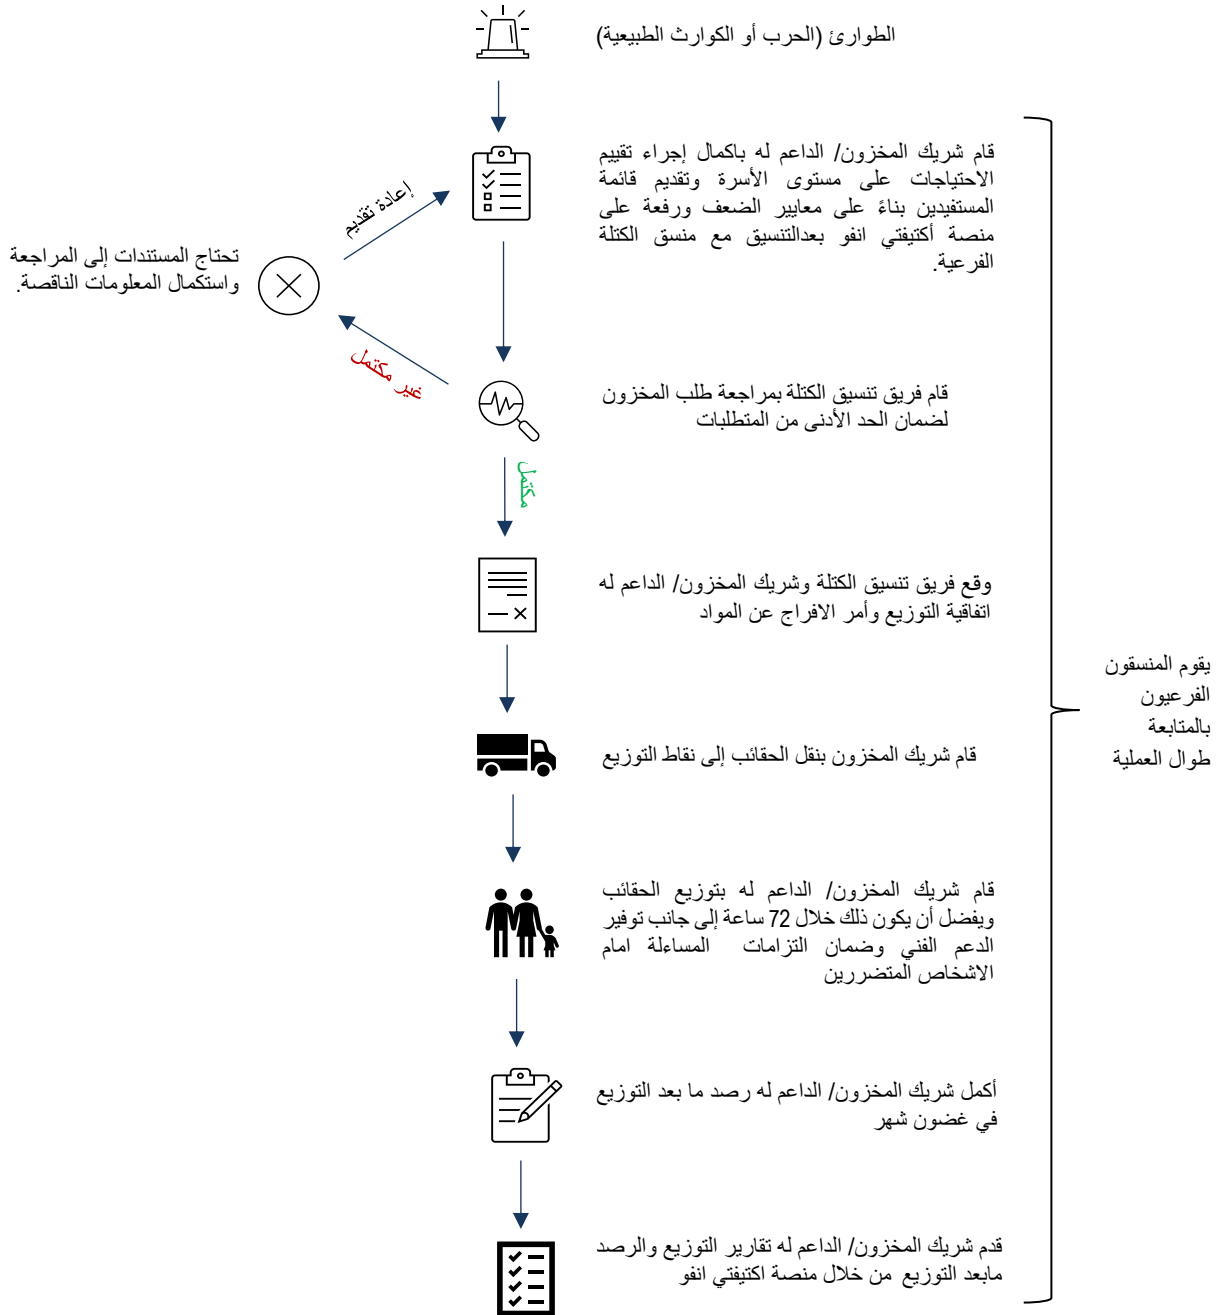 الطوارئ (الحرب أو الكوارث الطبيعية)
قام شريك المخزون/ الداعم له باكمال إجراء تقييم
الاحتياجات على مستوى الأسرة وتقديم قائمة
المستفيدين بناءً على معايير الضعف ورفعة على
منصة أكتيفتي انفو بعدالتنسيق مع منسق الكتلة
الفرعية.
إعادة تقديم
تحتاج المستندات إلى المراجعة
واستكمال المعلومات الناقصة.
غير مكتمل
قام فريق تنسيق الكتلة بمراجعة طلب المخزون
لضمان الحد الأدنى من المتطلبات
مكتمل
وقع فريق تنسيق الكتلة وشريك المخزون/ الداعم له
اتفاقية التوزيع وأمر الافراج عن المواد
يقوم المنسقون
الفرعيون
بالمتابعة
طوال العملية
قام شريك المخزون بنقل الحقائب إلى نقاط التوزيع
قام شريك المخزون/ الداعم له بتوزيع الحقائب
ويفضل أن يكون ذلك خلال 72 ساعة إلى جانب توفير
الدعم الفني وضمان التزامات المساءلة امام
الاشخاص المتضررين
أكمل شريك المخزون/ الداعم له رصد ما بعد التوزيع
في غضون شهر
قدم شريك المخزون/ الداعم له تقارير التوزيع والرصد
مابعد التوزيع من خلال منصة اكتيفتي انفو